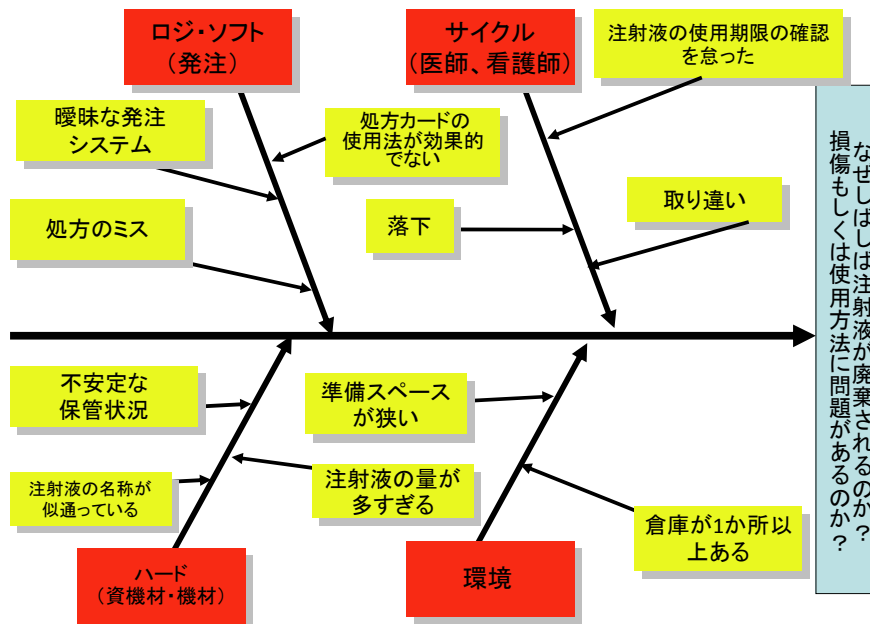 ロジ・ソフト
（発注）
サイクル
（医師、看護師）
注射液の使用期限の確認
を怠った
曖昧な発注
システム
処方カードの
使用法が効果的
でない
処方のミス
落下
取り違い
なぜしばしば注射液が廃棄されるのか？
損傷もしくは使用方法に問題があるのか？
不安定な
保管状況
準備スペース
が狭い
注射液の名称が
似通っている
注射液の量が
多すぎる
倉庫が1か所以
上ある
ハード
（資機材・機材）
環境